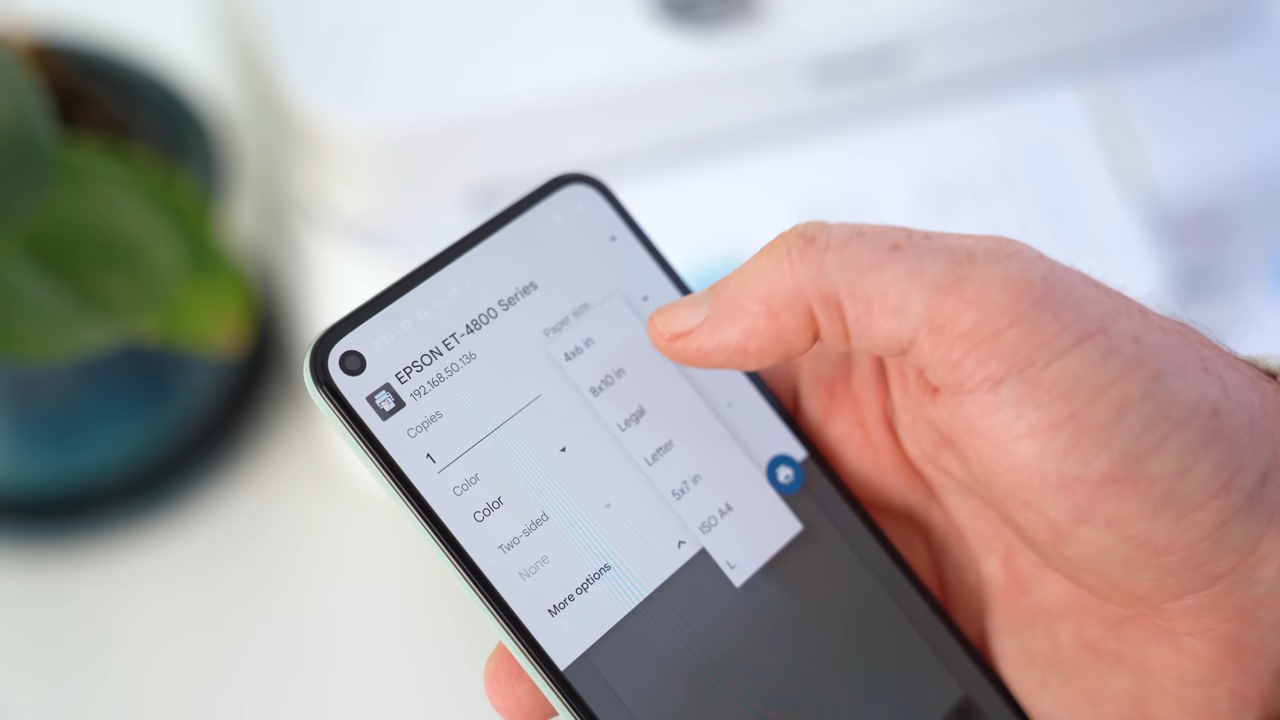 EPSON ET-4800 Series
192.168.50.136
Copies
1
Color
Color
Two-sided
None
More options
Paper size
4x6 in
8x10 in
Legal
Letter
5x7 in
ISO A4
L